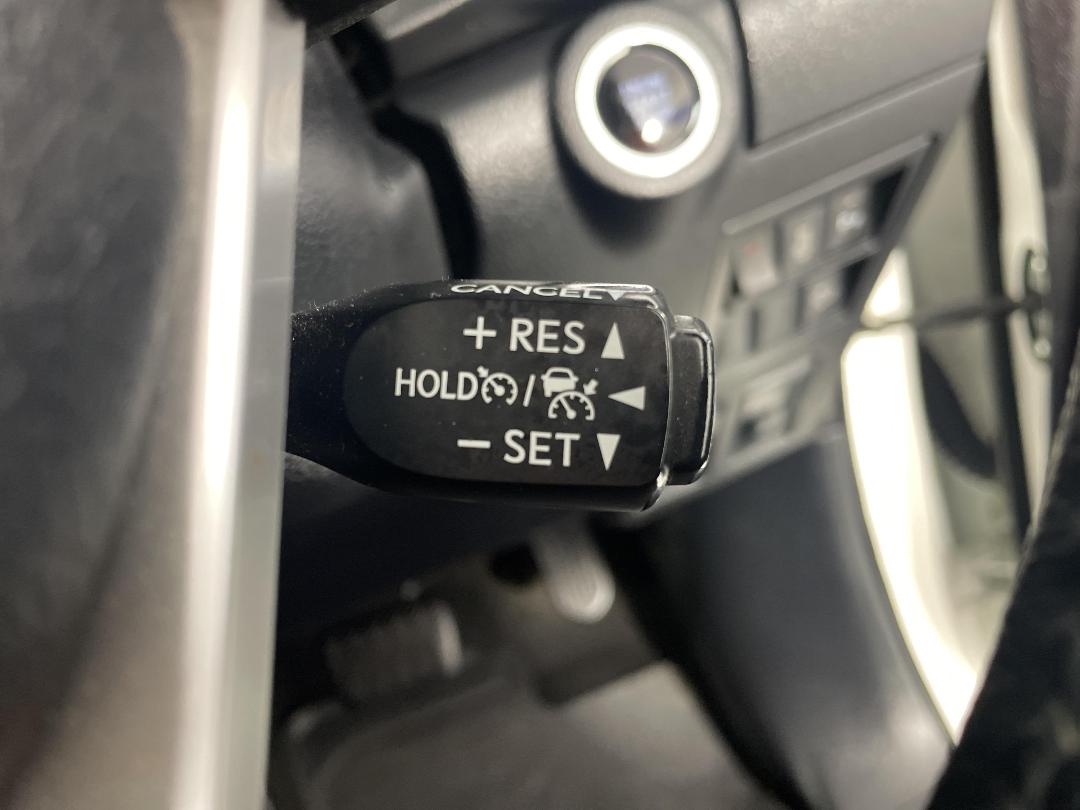 CANCEL▼
+ RES ▲
HOLD / ◀
− SET ▼